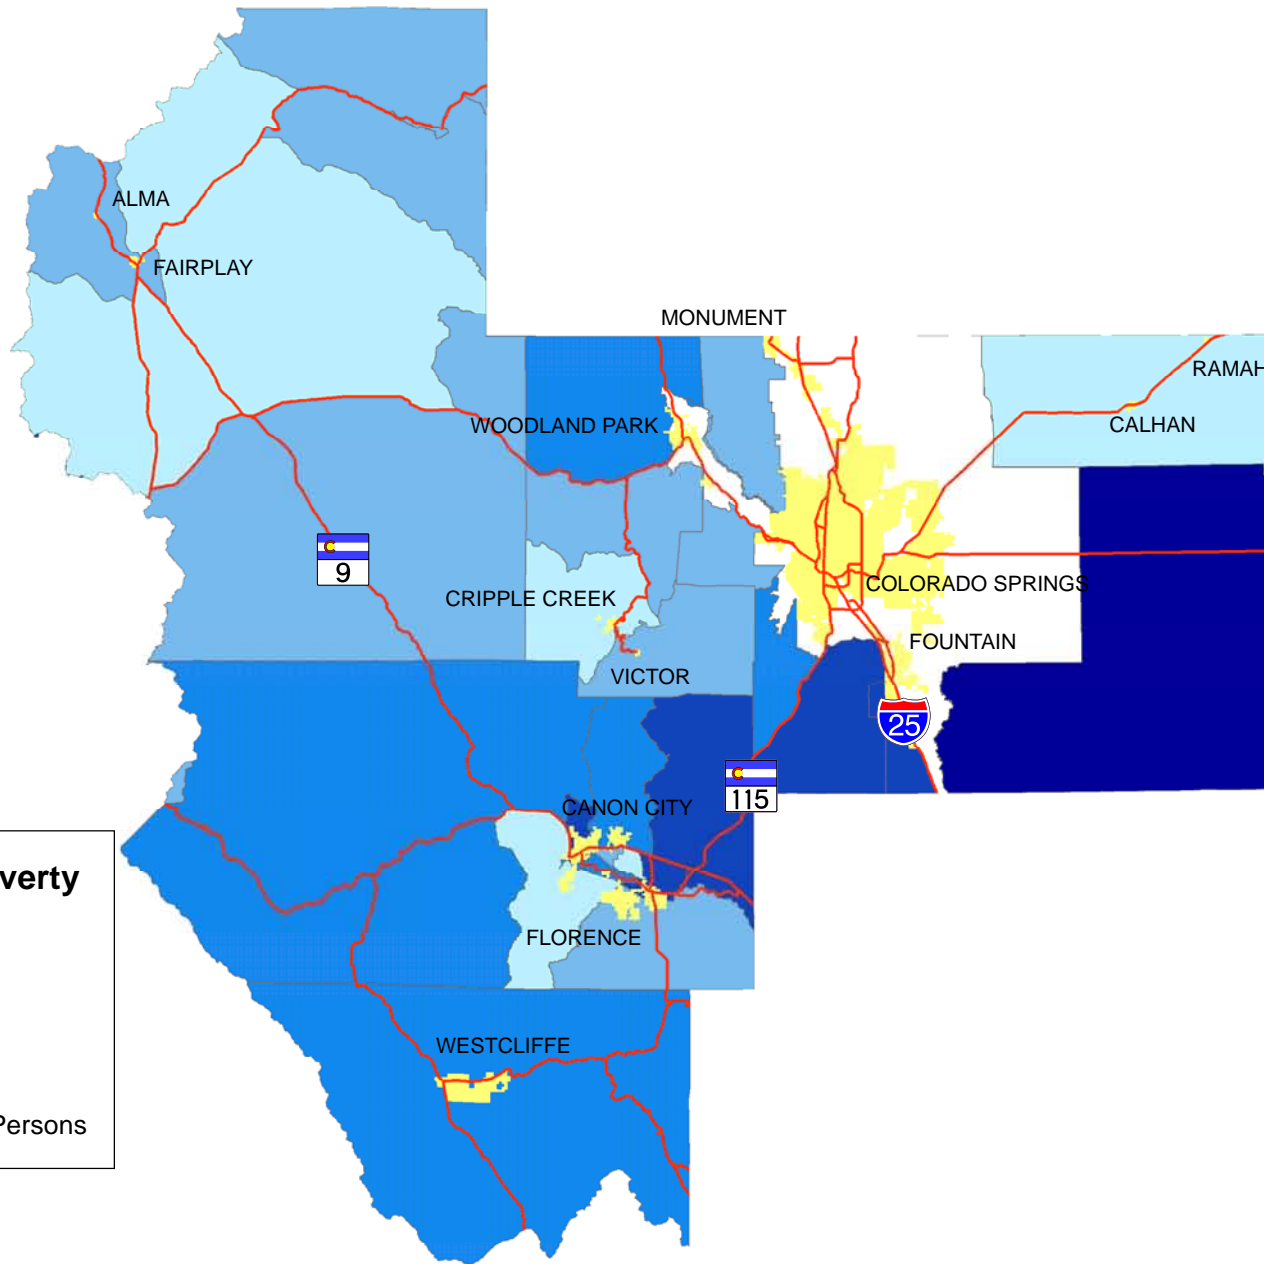 ALMA
FAIRPLAY
MONUMENT
RAMAH
WOODLAND PARK
CALHAN
9
CRIPPLE CREEK
COLORADO SPRINGS
FOUNTAIN
VICTOR
25
115
CANON CITY
verty
FLORENCE
WESTCLIFFE
Persons